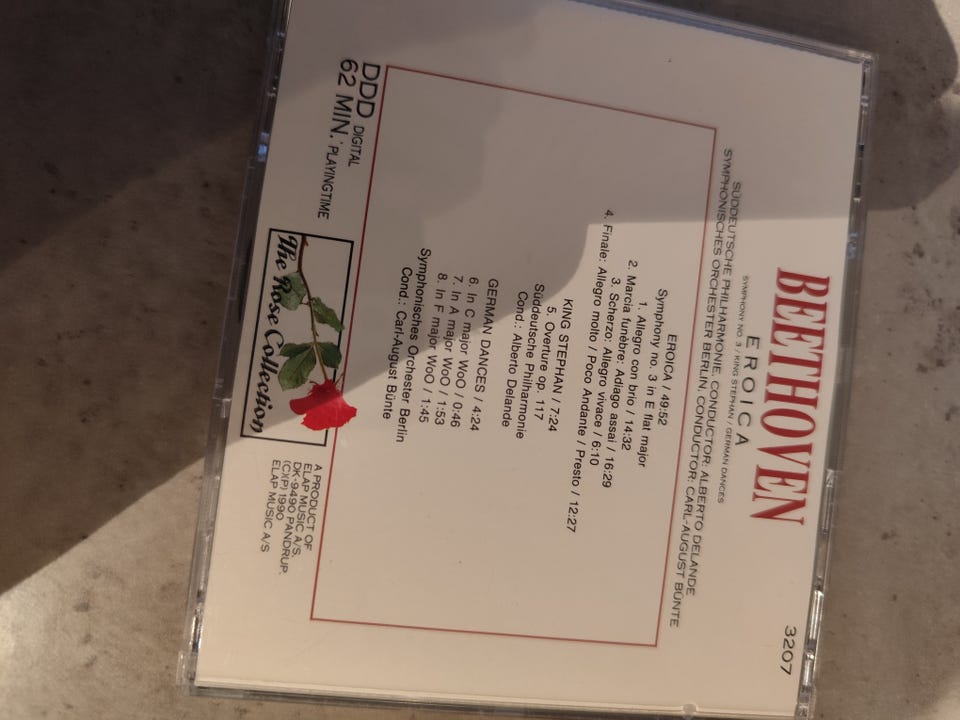 3207
BEETHOVEN
EROICA
SYMPHONY NO. 3 / KING STEPHAN / GERMAN DANCES
SÜDDEUTSCHE PHILHARMONIE, CONDUCTOR: ALBERTO DELANDE
SYMPHONISCHES ORCHESTER BERLIN, CONDUCTOR: CARL-AUGUST BÜNTE
EROICA / 49:52
Symphony no. 3 in E flat major
1. Allegro con brio / 14:32
2. Marcia funèbre: Adiago assai / 16:29
3. Scherzo: Allegro vivace / 6:10
4. Finale: Allegro molto / Poco Andante / Presto / 12:27
KING STEPHAN / 7:24
5. Overture op. 117
Süddeutsche Philharmonie
Cond.: Alberto Delande
GERMAN DANCES / 4:24
6. In C major WoO / 0:46
7. In A major WoO / 1:53
8. In F major WoO / 1:45
Symphonisches Orchester Berlin
Cond.: Carl-August Bünte
DDD DIGITAL
62 MIN. PLAYINGTIME
The Rose Collection
A PRODUCT OF
ELAP MUSIC A/S,
DK-9490 PANDRUP.
(C)(P) 1990
ELAP MUSIC A/S